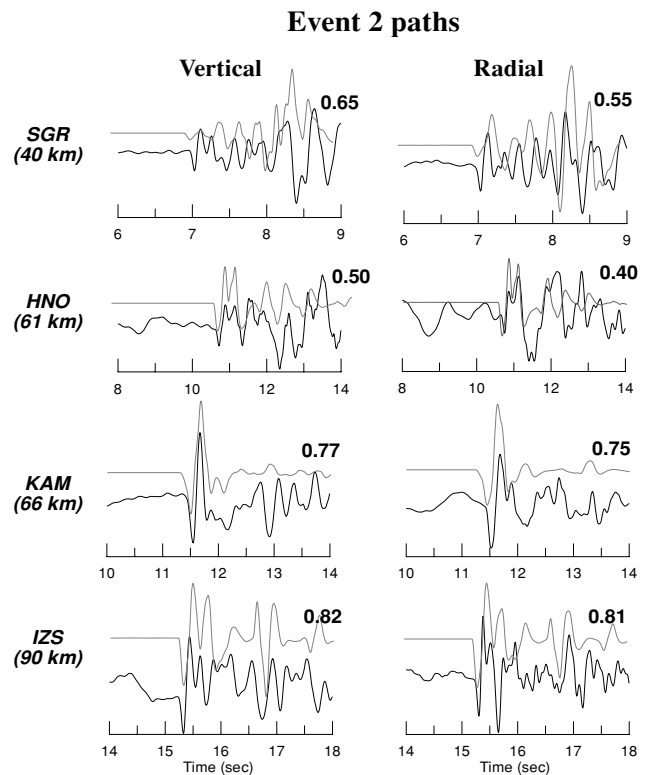 Event 2 paths
Vertical
Radial
SGR
(40 km)
0.65
0.55
6 7 8 9
6 7 8 9
HNO
(61 km)
0.50
0.40
8 10 12 14
8 10 12 14
KAM
(66 km)
0.77
0.75
10 11 12 13 14
10 11 12 13 14
IZS
(90 km)
0.82
0.81
14 15 16 17 18
14 15 16 17 18
Time (sec)
Time (sec)